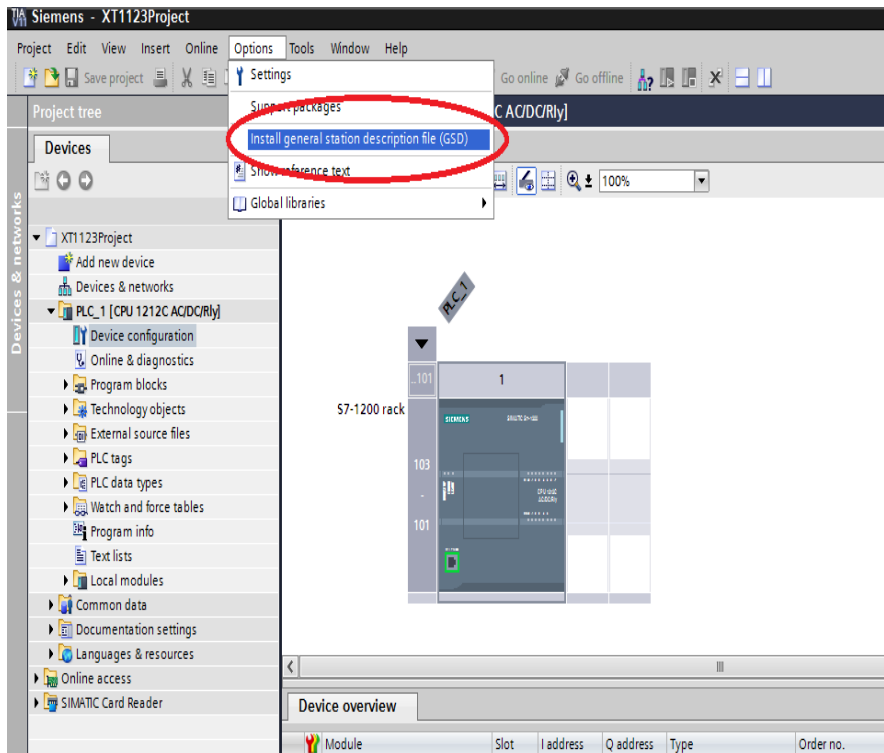 Siemens - XT1123Project
Project Edit View Insert Online Options Tools Window Help
Save project Go online Go offline
Settings
Support packages
Install general station description file (GSD)
Show reference text
Global libraries
Project tree
C AC/DC/Rly]
Devices
100%
Devices & networks
XT1123Project
Add new device
Devices & networks
PLC_1 [CPU 1212C AC/DC/Rly]
Device configuration
Online & diagnostics
Program blocks
Technology objects
External source files
PLC tags
PLC data types
Watch and force tables
Program info
Text lists
Local modules
Common data
Documentation settings
Languages & resources
Online access
SIMATIC Card Reader
PLC_1
..101 1
S7-1200 rack
SIEMENS
103
-
101
Device overview
Module Slot I address Q address Type Order no.